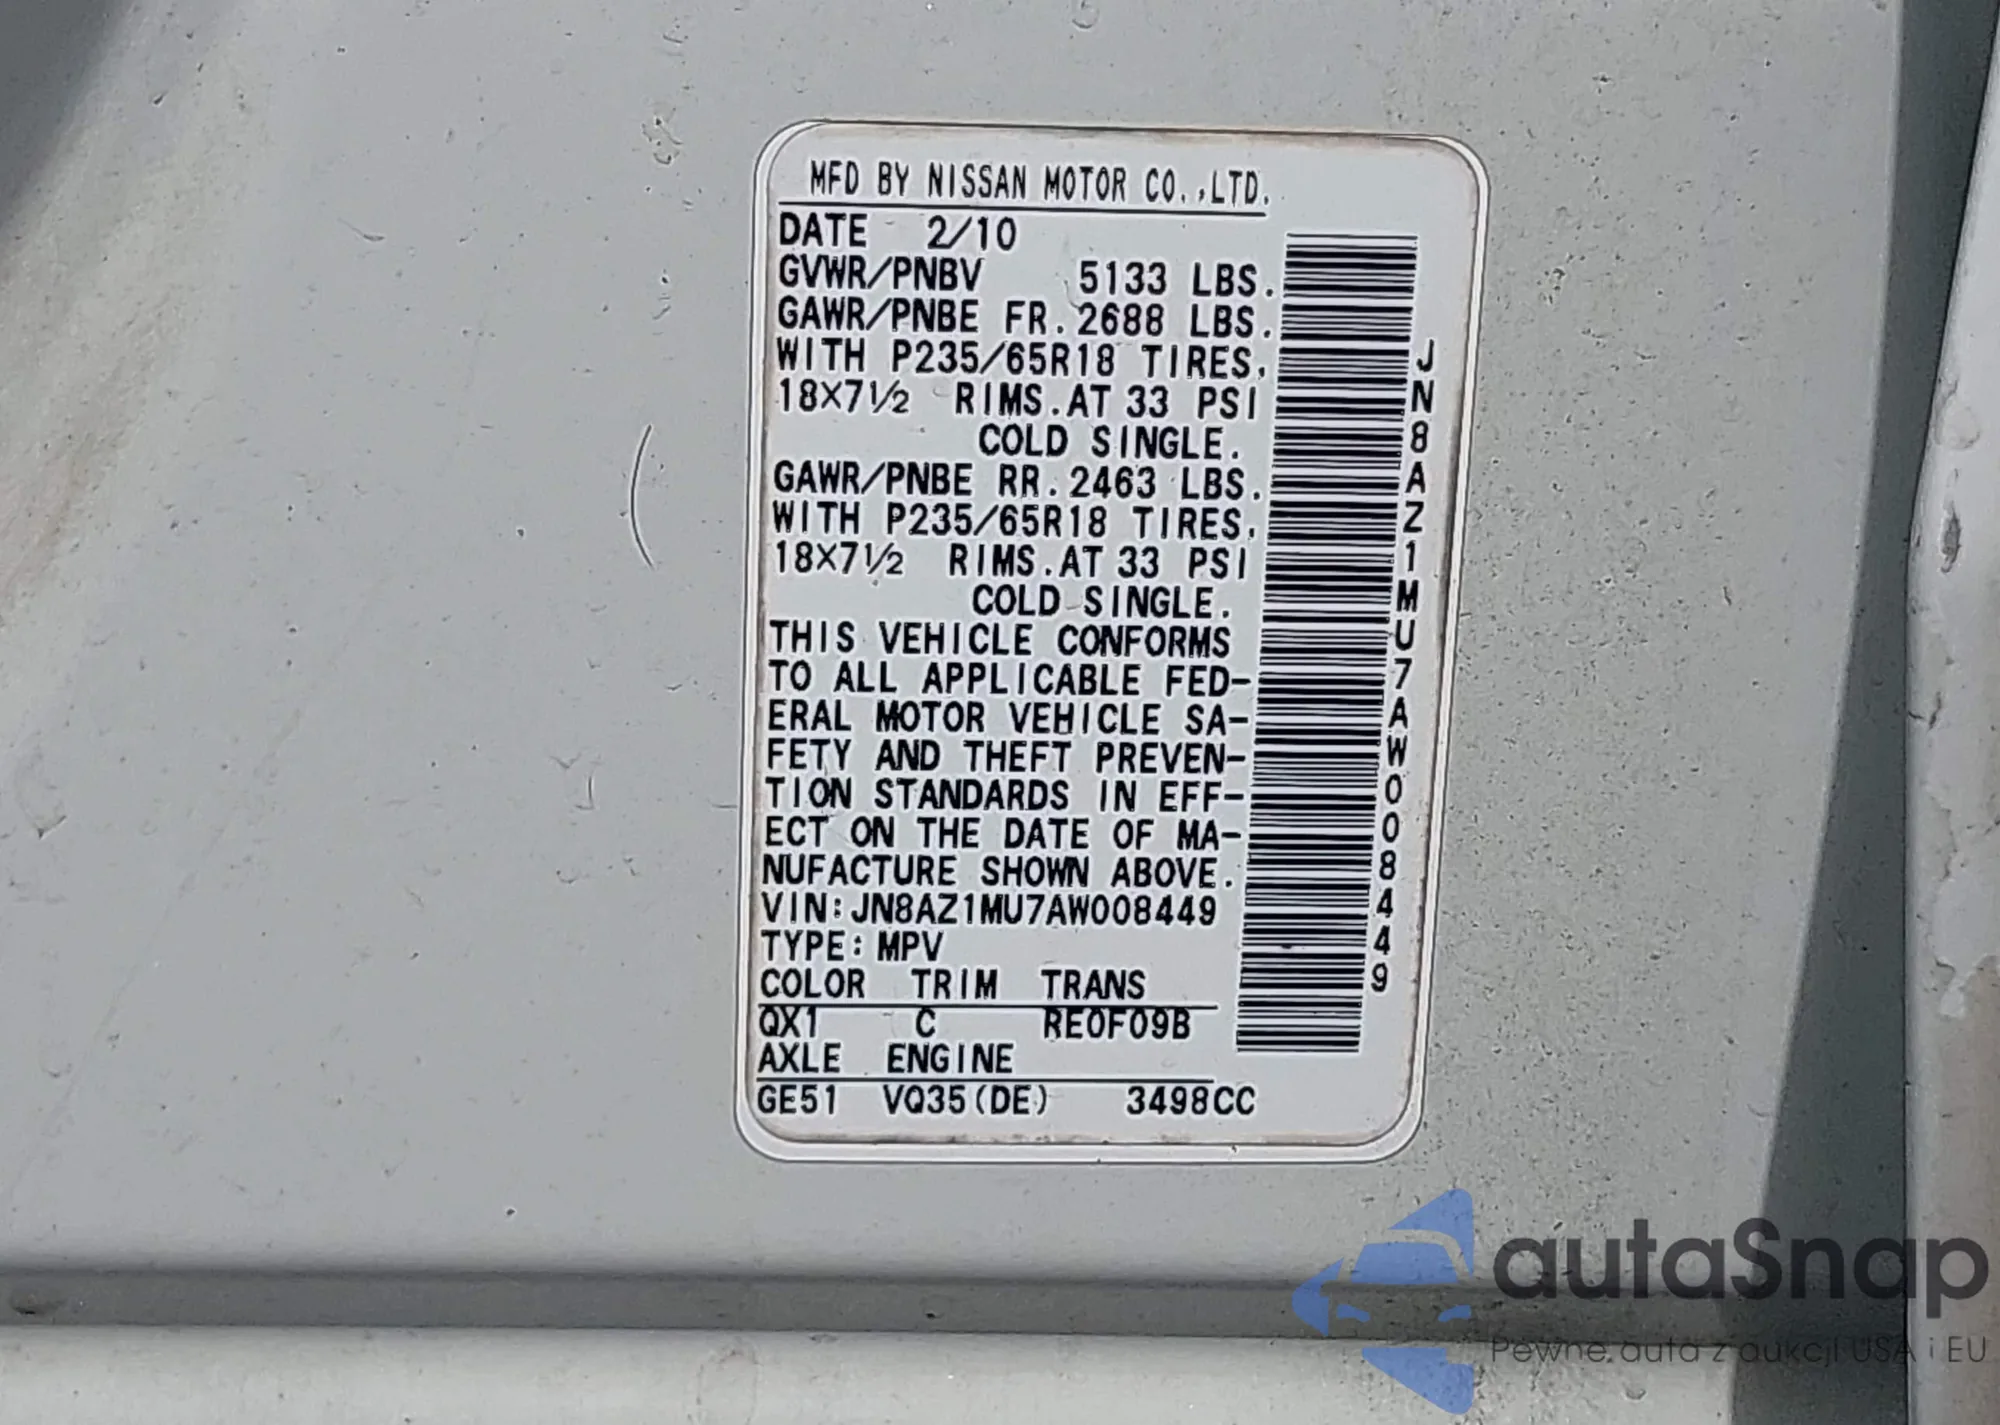 MFD BY NISSAN MOTOR CO.,LTD.
DATE 2/10
GVWR/PNBV 5133 LBS.
GAWR/PNBE FR. 2688 LBS.
WITH P235/65R18 TIRES,
18×7½ RIMS.AT 33 PSI
COLD SINGLE.
GAWR/PNBE RR. 2463 LBS.
WITH P235/65R18 TIRES,
18×7½ RIMS.AT 33 PSI
COLD SINGLE.
THIS VEHICLE CONFORMS
TO ALL APPLICABLE FED-
ERAL MOTOR VEHICLE SA-
FETY AND THEFT PREVEN-
TION STANDARDS IN EFF-
ECT ON THE DATE OF MA-
NUFACTURE SHOWN ABOVE.
VIN:JN8AZ1MU7AW008449
TYPE:MPV
COLOR TRIM TRANS
QX1 C RE0F09B
AXLE ENGINE
GE51 VQ35(DE) 3498CC
JN8AZ1MU7AW008449
autaSnap
Pewne auta z aukcji USA i EU